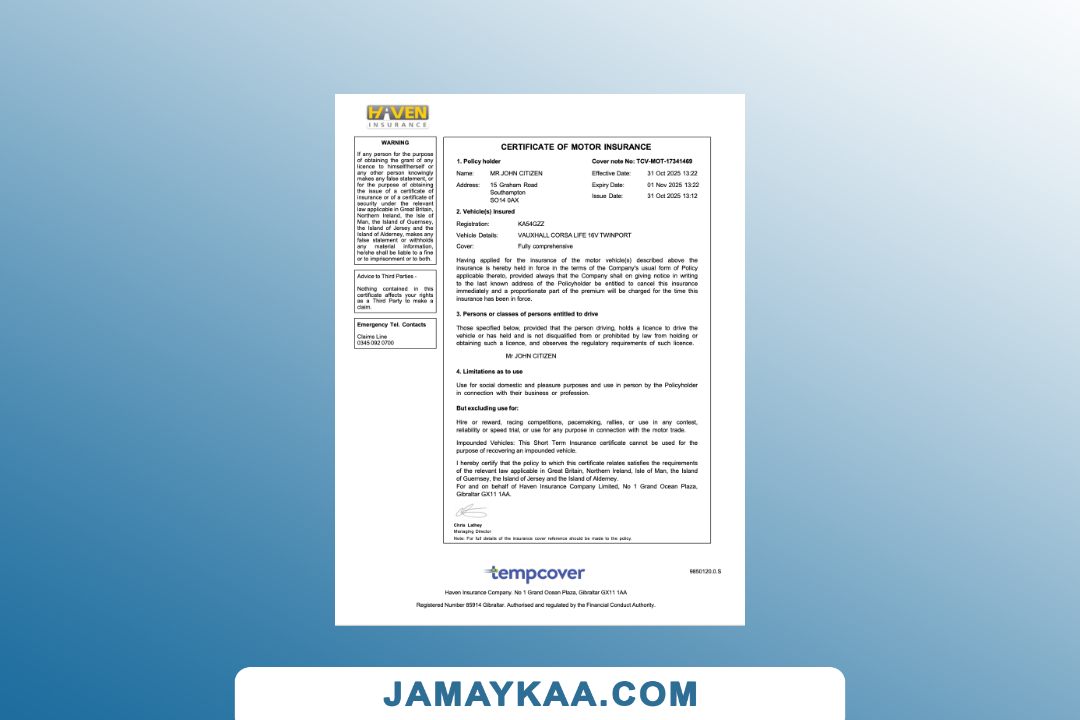 HAVEN
INSURANCE
WARNING
If any person for the purpose
of obtaining the grant of any
licence to himself/herself or
any other person knowingly
makes any false statement, or
for the purpose of obtaining
the issue of a certificate of
insurance or of a certificate of
security under the relevant
law applicable in Great Britain,
Northern Ireland, the Isle of
Man, the Island of Guernsey,
the Island of Jersey and the
Island of Alderney, makes any
false statement or withholds
any material information,
he/she shall be liable to a fine
or to imprisonment or to both.
Advice to Third Parties -
Nothing contained in this
certificate affects your rights
as a Third Party to make a
claim.
Emergency Tel. Contacts
Claims Line
0345 092 0700
CERTIFICATE OF MOTOR INSURANCE
1. Policy holder
Cover note No: TCV-MOT-17341469
Name: MR JOHN CITIZEN
Effective Date: 31 Oct 2025 13:22
Address: 15 Graham Road
Expiry Date: 01 Nov 2025 13:22
Southampton
SO14 0AX
Issue Date: 31 Oct 2025 13:12
2. Vehicle(s) Insured
Registration: KA54GZZ
Vehicle Details: VAUXHALL CORSA LIFE 16V TWINPORT
Cover: Fully comprehensive
Having applied for the insurance of the motor vehicle(s) described above the
insurance is hereby held in force in the terms of the Company's usual form of Policy
applicable thereto, provided always that the Company shall on giving notice in writing
to the last known address of the Policyholder be entitled to cancel this insurance
immediately and a proportionate part of the premium will be charged for the time this
insurance has been in force.
3. Persons or classes of persons entitled to drive
Those specified below, provided that the person driving, holds a licence to drive the
vehicle or has held and is not disqualified from or prohibited by law from holding or
obtaining such a licence, and observes the regulatory requirements of such licence.
Mr JOHN CITIZEN
4. Limitations as to use
Use for social domestic and pleasure purposes and use in person by the Policyholder
in connection with their business or profession.
But excluding use for:
Hire or reward, racing competitions, pacemaking, rallies, or use in any contest,
reliability or speed trial, or use for any purpose in connection with the motor trade.
Impounded Vehicles: This Short Term Insurance certificate cannot be used for the
purpose of recovering an impounded vehicle.
I hereby certify that the policy to which this certificate relates satisfies the requirements
of the relevant law applicable in Great Britain, Northern Ireland, Isle of Man, the Island
of Guernsey, the Island of Jersey and the Island of Alderney.
For and on behalf of Haven Insurance Company Limited, No 1 Grand Ocean Plaza,
Gibraltar GX11 1AA.
Chris
Managing Director
Note: For full details of the insurance cover reference should be made to the policy.
tempcover
9850120.0.S
Haven Insurance Company. No 1 Grand Ocean Plaza, Gibraltar GX11 1AA
Registered Number 85914 Gibraltar. Authorised and regulated by the Financial Conduct Authority.
JAMAYKAA.COM